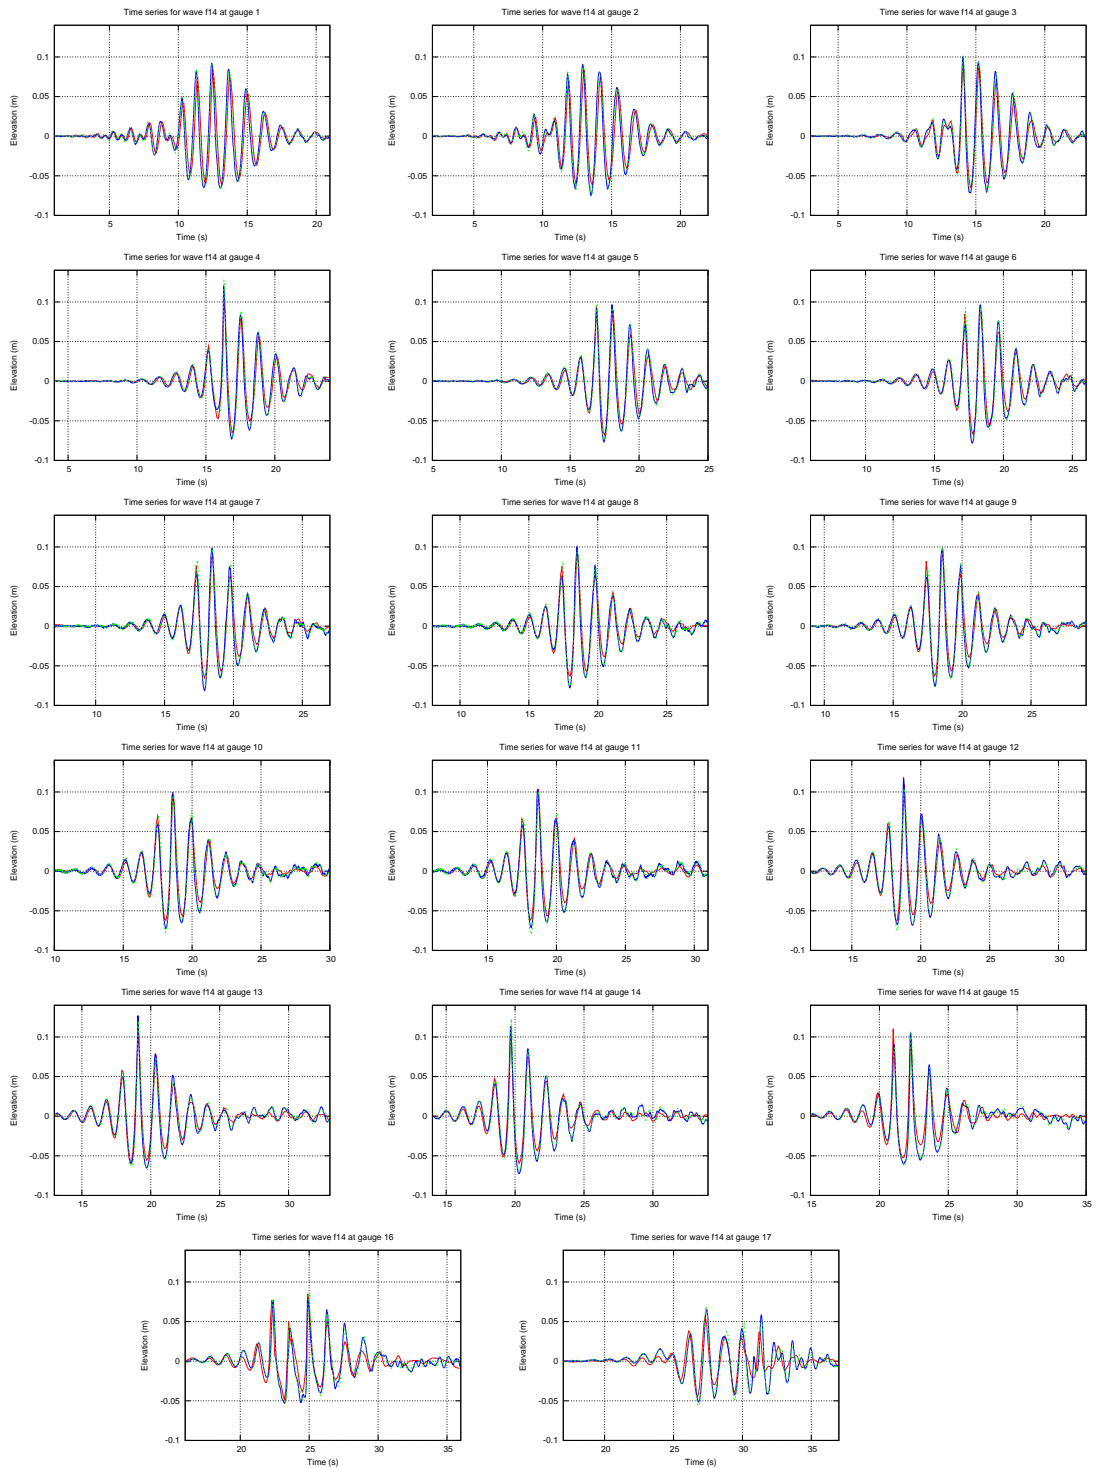 Time series for wave f14 at gauge 1
0.1
0.05
0
-0.05
-0.1
Elevation (m)
5 10 15 20
Time (s)
Time series for wave f14 at gauge 2
0.1
0.05
0
-0.05
-0.1
Elevation (m)
5 10 15 20
Time (s)
Time series for wave f14 at gauge 3
0.1
0.05
0
-0.05
-0.1
Elevation (m)
5 10 15 20
Time (s)
Time series for wave f14 at gauge 4
0.1
0.05
0
-0.05
-0.1
Elevation (m)
5 10 15 20
Time (s)
Time series for wave f14 at gauge 5
0.1
0.05
0
-0.05
-0.1
Elevation (m)
5 10 15 20 25
Time (s)
Time series for wave f14 at gauge 6
0.1
0.05
0
-0.05
-0.1
Elevation (m)
10 15 20 25
Time (s)
Time series for wave f14 at gauge 7
0.1
0.05
0
-0.05
-0.1
Elevation (m)
10 15 20 25
Time (s)
Time series for wave f14 at gauge 8
0.1
0.05
0
-0.05
-0.1
Elevation (m)
10 15 20 25
Time (s)
Time series for wave f14 at gauge 9
0.1
0.05
0
-0.05
-0.1
Elevation (m)
10 15 20 25
Time (s)
Time series for wave f14 at gauge 10
0.1
0.05
0
-0.05
-0.1
Elevation (m)
10 15 20 25 30
Time (s)
Time series for wave f14 at gauge 11
0.1
0.05
0
-0.05
-0.1
Elevation (m)
15 20 25 30
Time (s)
Time series for wave f14 at gauge 12
0.1
0.05
0
-0.05
-0.1
Elevation (m)
15 20 25 30
Time (s)
Time series for wave f14 at gauge 13
0.1
0.05
0
-0.05
-0.1
Elevation (m)
15 20 25 30
Time (s)
Time series for wave f14 at gauge 14
0.1
0.05
0
-0.05
-0.1
Elevation (m)
15 20 25 30
Time (s)
Time series for wave f14 at gauge 15
0.1
0.05
0
-0.05
-0.1
Elevation (m)
15 20 25 30 35
Time (s)
Time series for wave f14 at gauge 16
0.1
0.05
0
-0.05
-0.1
Elevation (m)
20 25 30 35
Time (s)
Time series for wave f14 at gauge 17
0.1
0.05
0
-0.05
-0.1
Elevation (m)
20 25 30 35
Time (s)